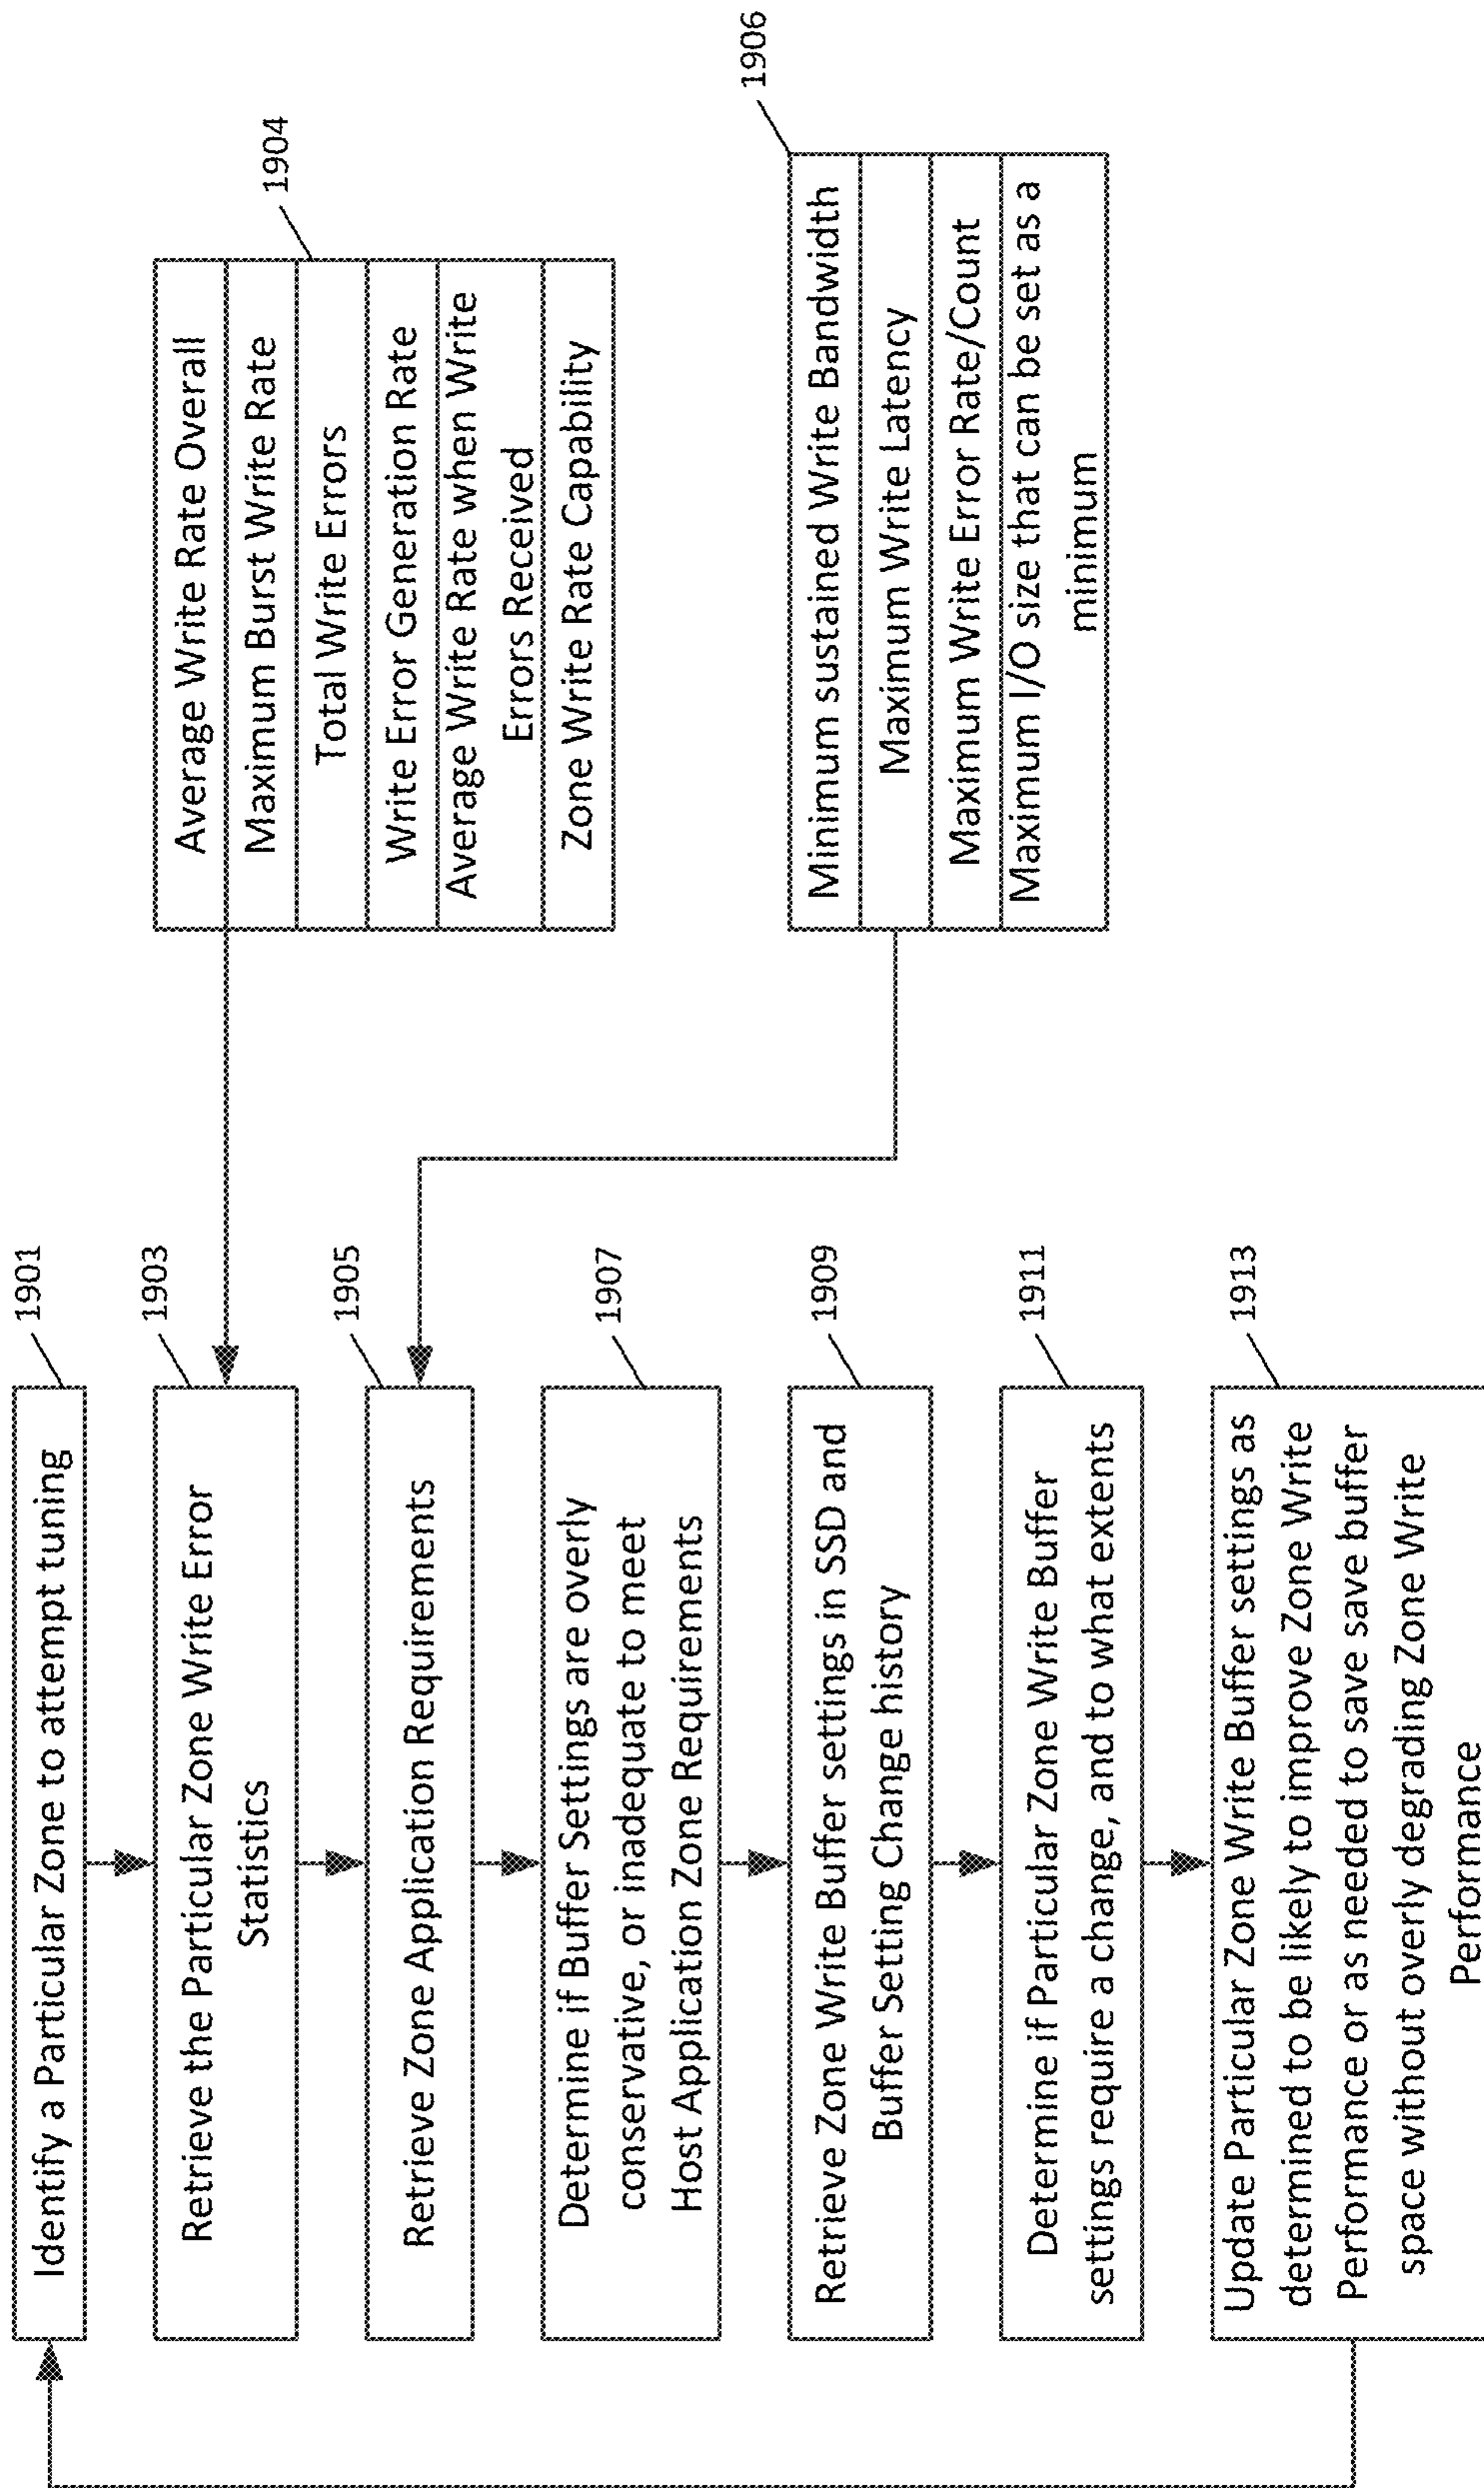 Identify a Particular Zone to attempt tuning
1901
Retrieve the Particular Zone Write Error
Statistics
1903
Retrieve Zone Application Requirements
1905
Determine if Buffer Settings are overly
conservative, or inadequate to meet
Host Application Zone Requirements
1907
Retrieve Zone Write Buffer settings in SSD and
Buffer Setting Change history
1909
Determine if Particular Zone Write Buffer
settings require a change, and to what extents
1911
Update Particular Zone Write Buffer settings as
determined to be likely to improve Zone Write
Performance or as needed to save save buffer
space without overly degrading Zone Write
Performance
1913
Average Write Rate Overall
Maximum Burst Write Rate
Total Write Errors
Write Error Generation Rate
Average Write Rate when Write
Errors Received
Zone Write Rate Capability
1904
Minimum sustained Write Bandwidth
Maximum Write Latency
Maximum Write Error Rate/Count
Maximum I/O size that can be set as a
minimum
1906